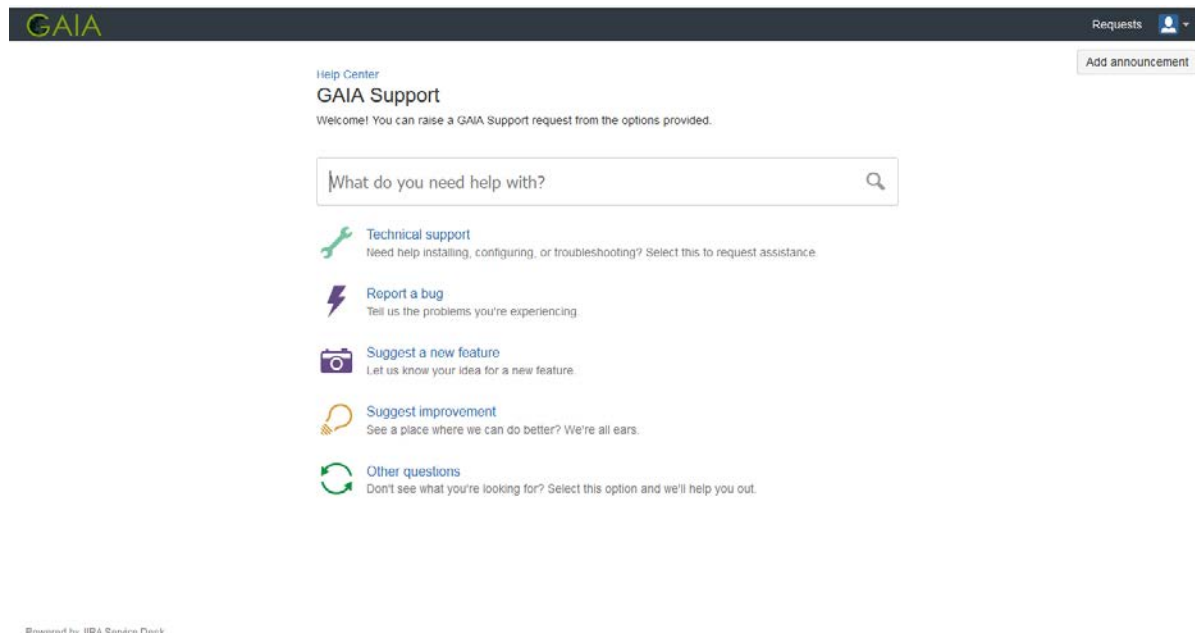 GAIA
Requests
Add announcement
Help Center
GAIA Support
Welcome! You can raise a GAIA Support request from the options provided.
What do you need help with?
Technical support
Need help installing, configuring, or troubleshooting? Select this to request assistance
Report a bug
Tell us the problems you're experiencing
Suggest a new feature
Let us know your idea for a new feature.
Suggest improvement
See a place where we can do better? We're all ears.
Other questions
Don't see what you're looking for? Select this option and we'll help you out.
Powered by JIRA Service Desk